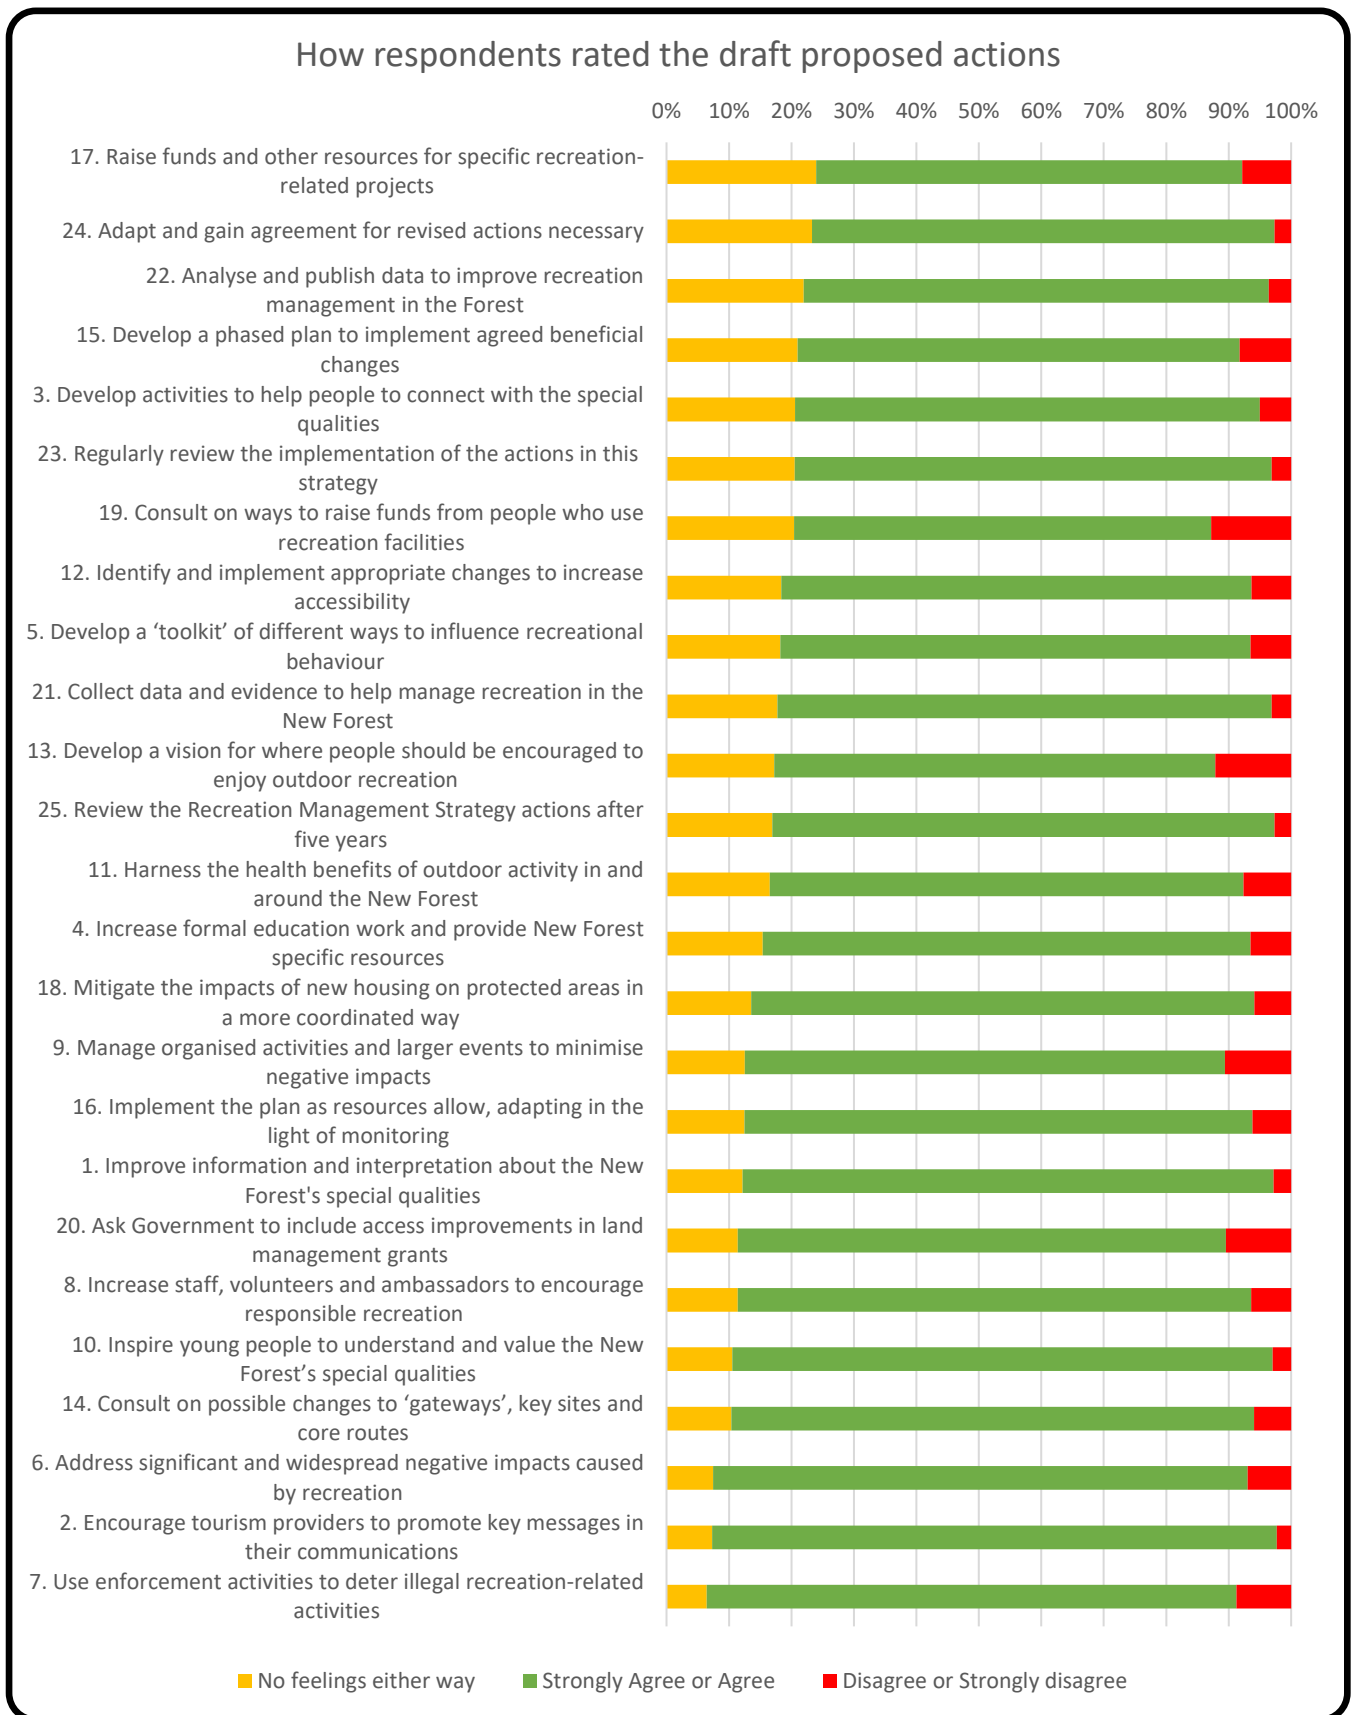 How respondents rated the draft proposed actions
0% 10% 20% 30% 40% 50% 60% 70% 80% 90% 100%
17. Raise funds and other resources for specific recreation-
related projects
24. Adapt and gain agreement for revised actions necessary
22. Analyse and publish data to improve recreation
management in the Forest
15. Develop a phased plan to implement agreed beneficial
changes
3. Develop activities to help people to connect with the special
qualities
23. Regularly review the implementation of the actions in this
strategy
19. Consult on ways to raise funds from people who use
recreation facilities
12. Identify and implement appropriate changes to increase
accessibility
5. Develop a ‘toolkit’ of different ways to influence recreational
behaviour
21. Collect data and evidence to help manage recreation in the
New Forest
13. Develop a vision for where people should be encouraged to
enjoy outdoor recreation
25. Review the Recreation Management Strategy actions after
five years
11. Harness the health benefits of outdoor activity in and
around the New Forest
4. Increase formal education work and provide New Forest
specific resources
18. Mitigate the impacts of new housing on protected areas in
a more coordinated way
9. Manage organised activities and larger events to minimise
negative impacts
16. Implement the plan as resources allow, adapting in the
light of monitoring
1. Improve information and interpretation about the New
Forest's special qualities
20. Ask Government to include access improvements in land
management grants
8. Increase staff, volunteers and ambassadors to encourage
responsible recreation
10. Inspire young people to understand and value the New
Forest’s special qualities
14. Consult on possible changes to ‘gateways’, key sites and
core routes
6. Address significant and widespread negative impacts caused
by recreation
2. Encourage tourism providers to promote key messages in
their communications
7. Use enforcement activities to deter illegal recreation-related
activities
No feelings either way Strongly Agree or Agree Disagree or Strongly disagree